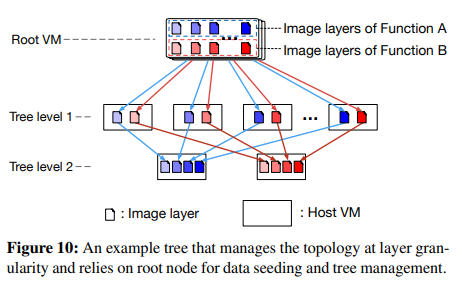 Root VM
...
Image layers of Function A
Image layers of Function B
Tree level 1
...
Tree level 2
: Image layer
: Host VM
Figure 10: An example tree that manages the topology at layer gran-
ularity and relies on root node for data seeding and tree management.